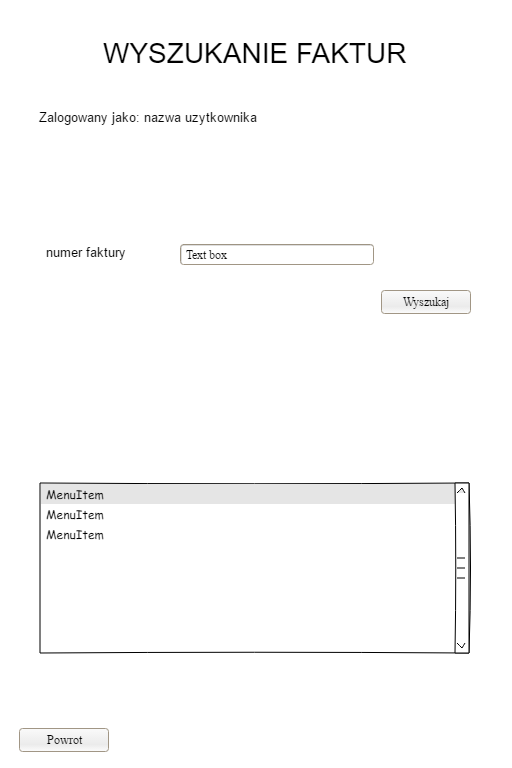 WYSZUKANIE FAKTUR
Zalogowany jako: nazwa uzytkownika
numer faktury
Text box
Wyszukaj
MenuItem
MenuItem
MenuItem
Powrot